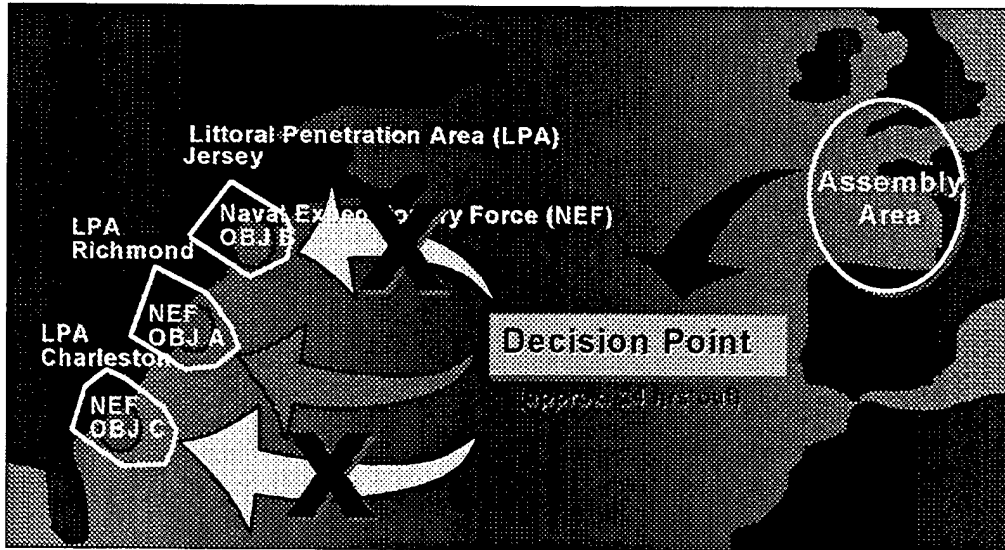 Littoral Penetration Area (LPA)
Jersey
Naval Expeditionary Force (NEF)
OBJ B
LPA
Richmond
NEF
OBJ A
LPA
Charleston
NEF
OBJ C
Assembly
Area
Decision Point